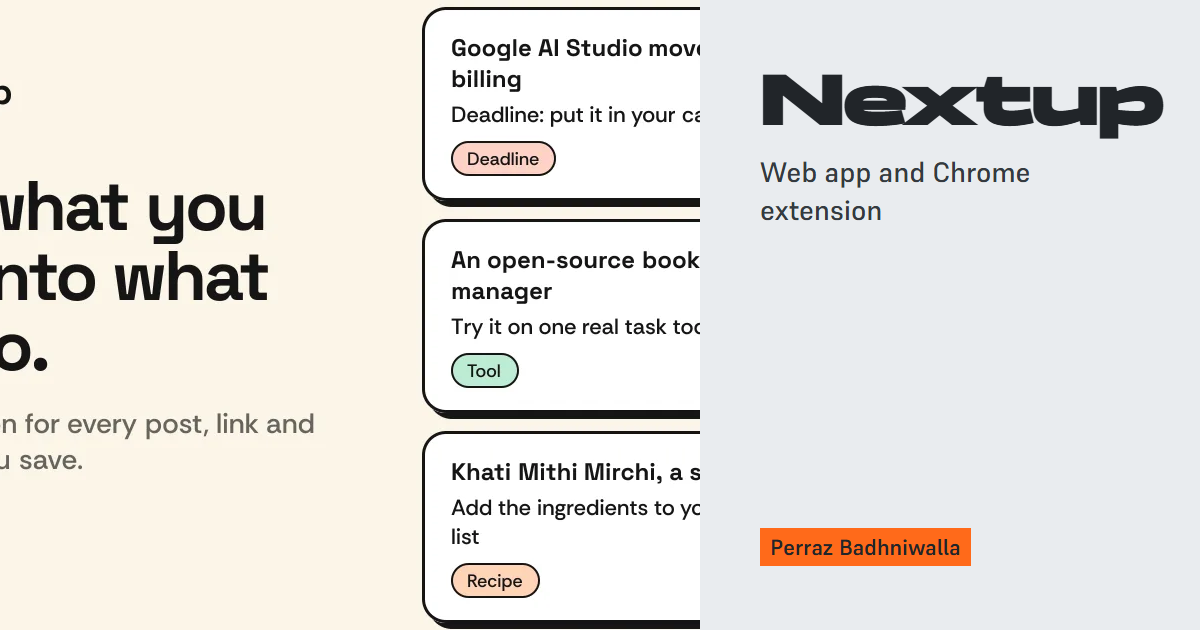 p
what you
nto what
o.
n for every post, link and
u save.
Google AI Studio move
billing
Deadline: put it in your ca
Deadline
An open-source book
manager
Try it on one real task tod
Tool
Khati Mithi Mirchi, a s
Add the ingredients to yo
list
Recipe
Nextup
Web app and Chrome
extension
Perraz Badhniwalla